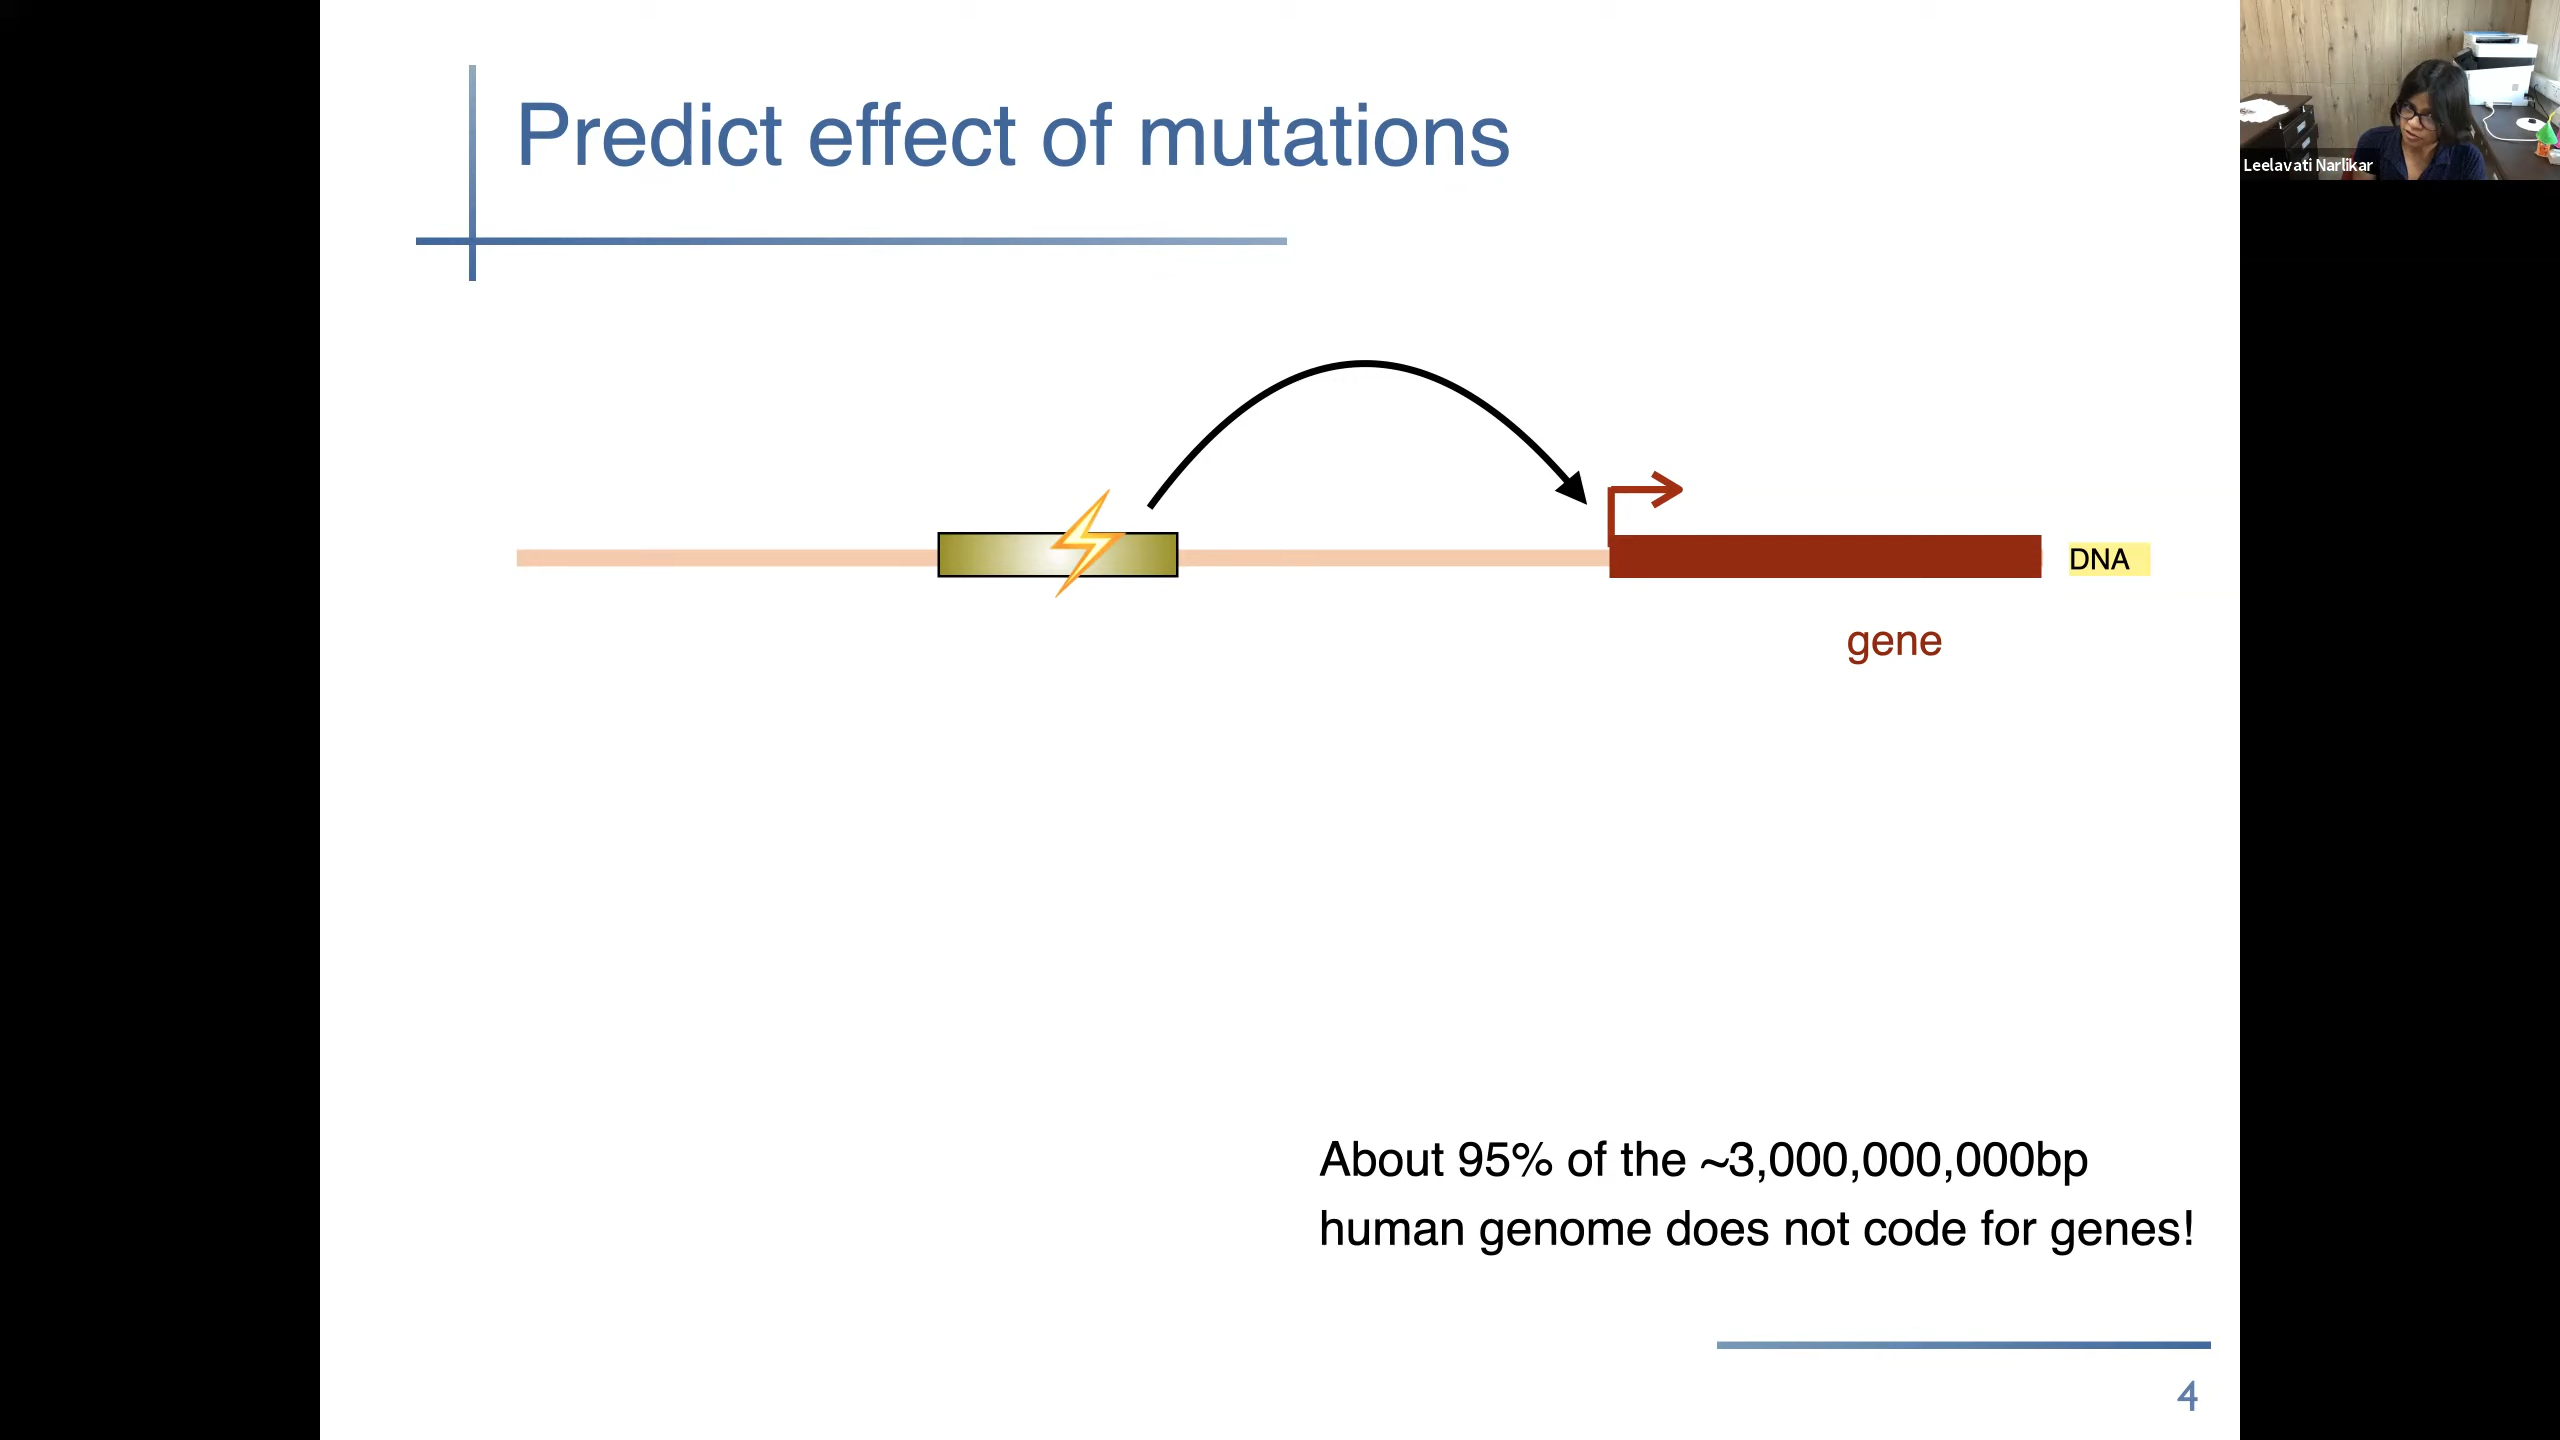 Predict effect of mutations
Leelavati Narlikar
DNA
gene
About 95% of the ~3,000,000,000bp
human genome does not code for genes!
4